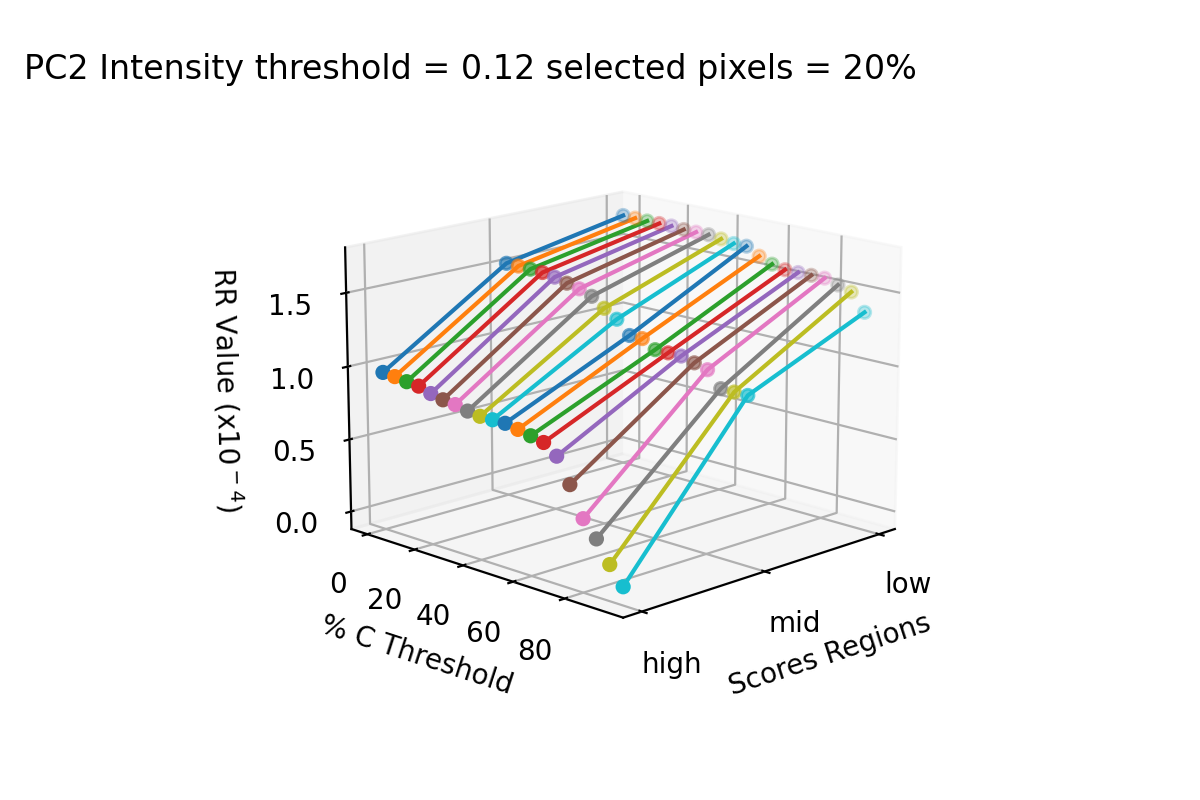 PC2 Intensity threshold = 0.12 selected pixels = 20%
RR Value (x10⁻⁴)
1.5
1.0
0.5
0.0
0
20
40
60
80
% C Threshold
high
mid
low
Scores Regions